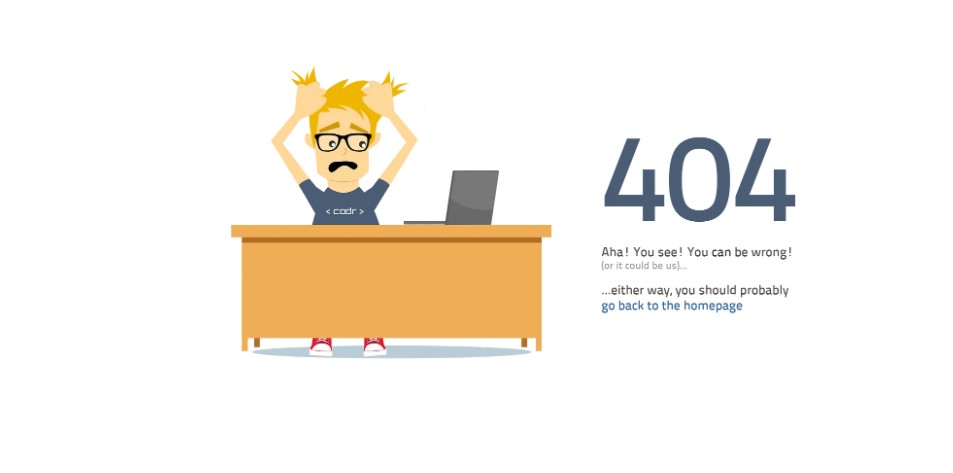 < codr >
404
Aha! You see! You can be wrong!
(or it could be us)...
...either way, you should probably
go back to the homepage